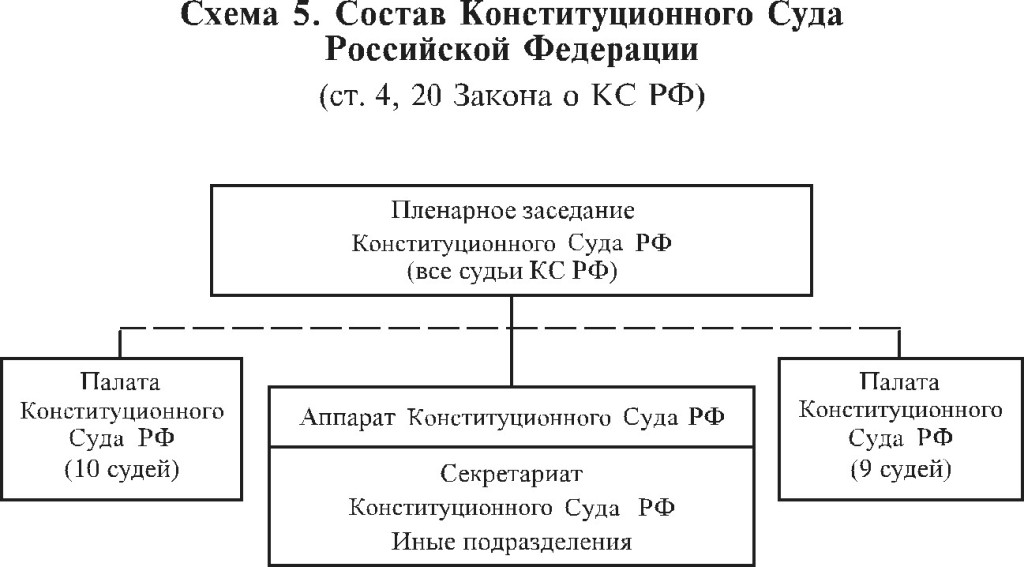 Схема 5. Состав Конституционного Суда
Российской Федерации
(ст. 4, 20 Закона о КС РФ)
Пленарное заседание
Конституционного Суда РФ
(все судьи КС РФ)
Палата
Конституционного
Суда РФ
(10 судей)
Аппарат Конституционного Суда РФ
Секретариат
Конституционного Суда РФ
Иные подразделения
Палата
Конституционного
Суда РФ
(9 судей)